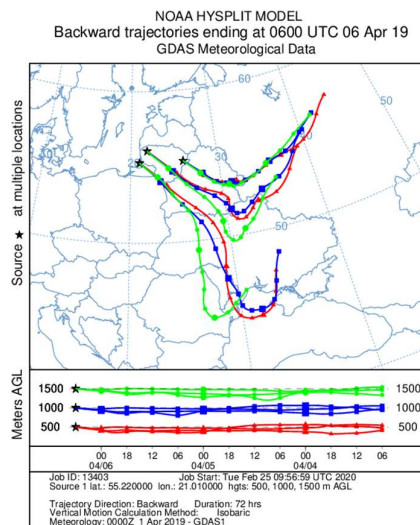 NOAA HYSPLIT MODEL
Backward trajectories ending at 0600 UTC 06 Apr 19
GDAS Meteorological Data
Source ★ at multiple locations
60
50
30
50
Meters AGL
1500 1500
1000 1000
500 500
00 18 12 06 00 18 12 06 00 18 12 06
04/06 04/05 04/04
Job ID: 13403 Job Start: Tue Feb 25 09:56:59 UTC 2020
Source 1 lat.: 55.220000 lon.: 21.010000 hgts: 500, 1000, 1500 m AGL
Trajectory Direction: Backward Duration: 72 hrs
Vertical Motion Calculation Method: Isobaric
Meteorology: 0000Z 1 Apr 2019 - GDAS1